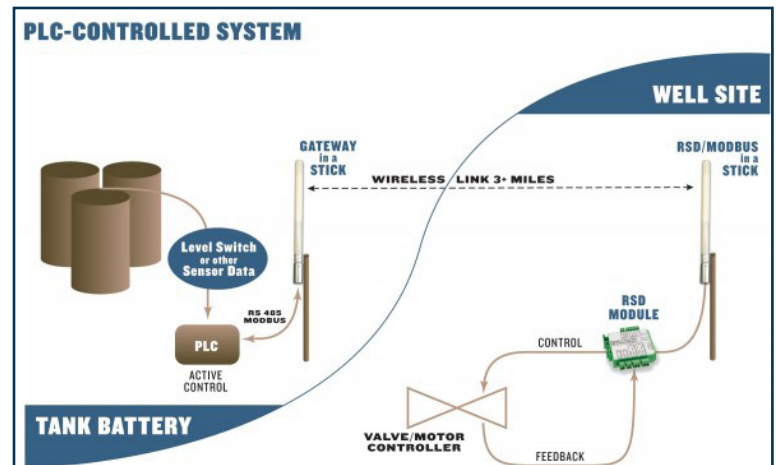 PLC-CONTROLLED SYSTEM
WELL SITE
GATEWAY
in a
STICK
RSD/MODBUS
in a
STICK
WIRELESS LINK 3+ MILES
Level Switch
or other
Sensor Data
RS 485
MODBUS
PLC
ACTIVE
CONTROL
RSD
MODULE
CONTROL
TANK BATTERY
VALVE/MOTOR
CONTROLLER
FEEDBACK